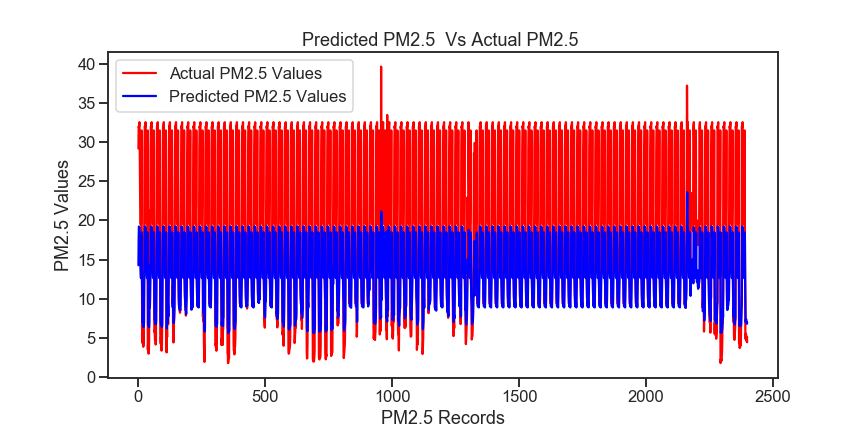 Predicted PM2.5  Vs Actual PM2.5
Actual PM2.5 Values
Predicted PM2.5 Values
PM2.5 Values
40
35
30
25
20
15
10
5
0
0 500 1000 1500 2000 2500
PM2.5 Records